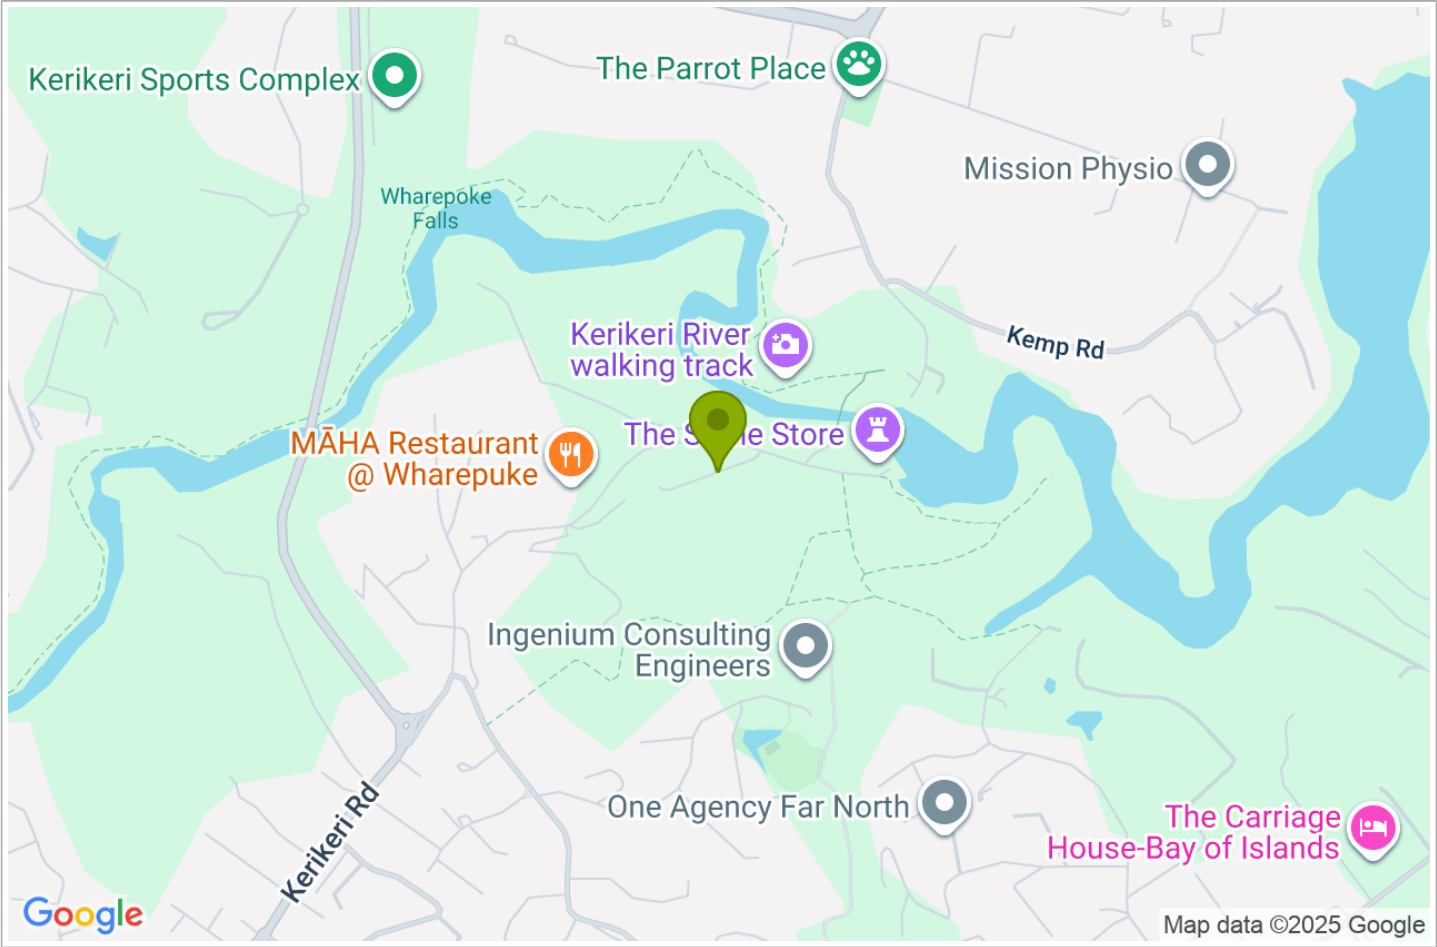 Kerikeri Sports Complex
The Parrot Place
Mission Physio
Wharepoke
Falls
Kerikeri River
walking track
Kemp Rd
The Stone Store
MĀHA Restaurant
@ Wharepuke
Ingenium Consulting
Engineers
One Agency Far North
The Carriage
House-Bay of Islands
Kerikeri Rd
Google
Map data ©2025 Google